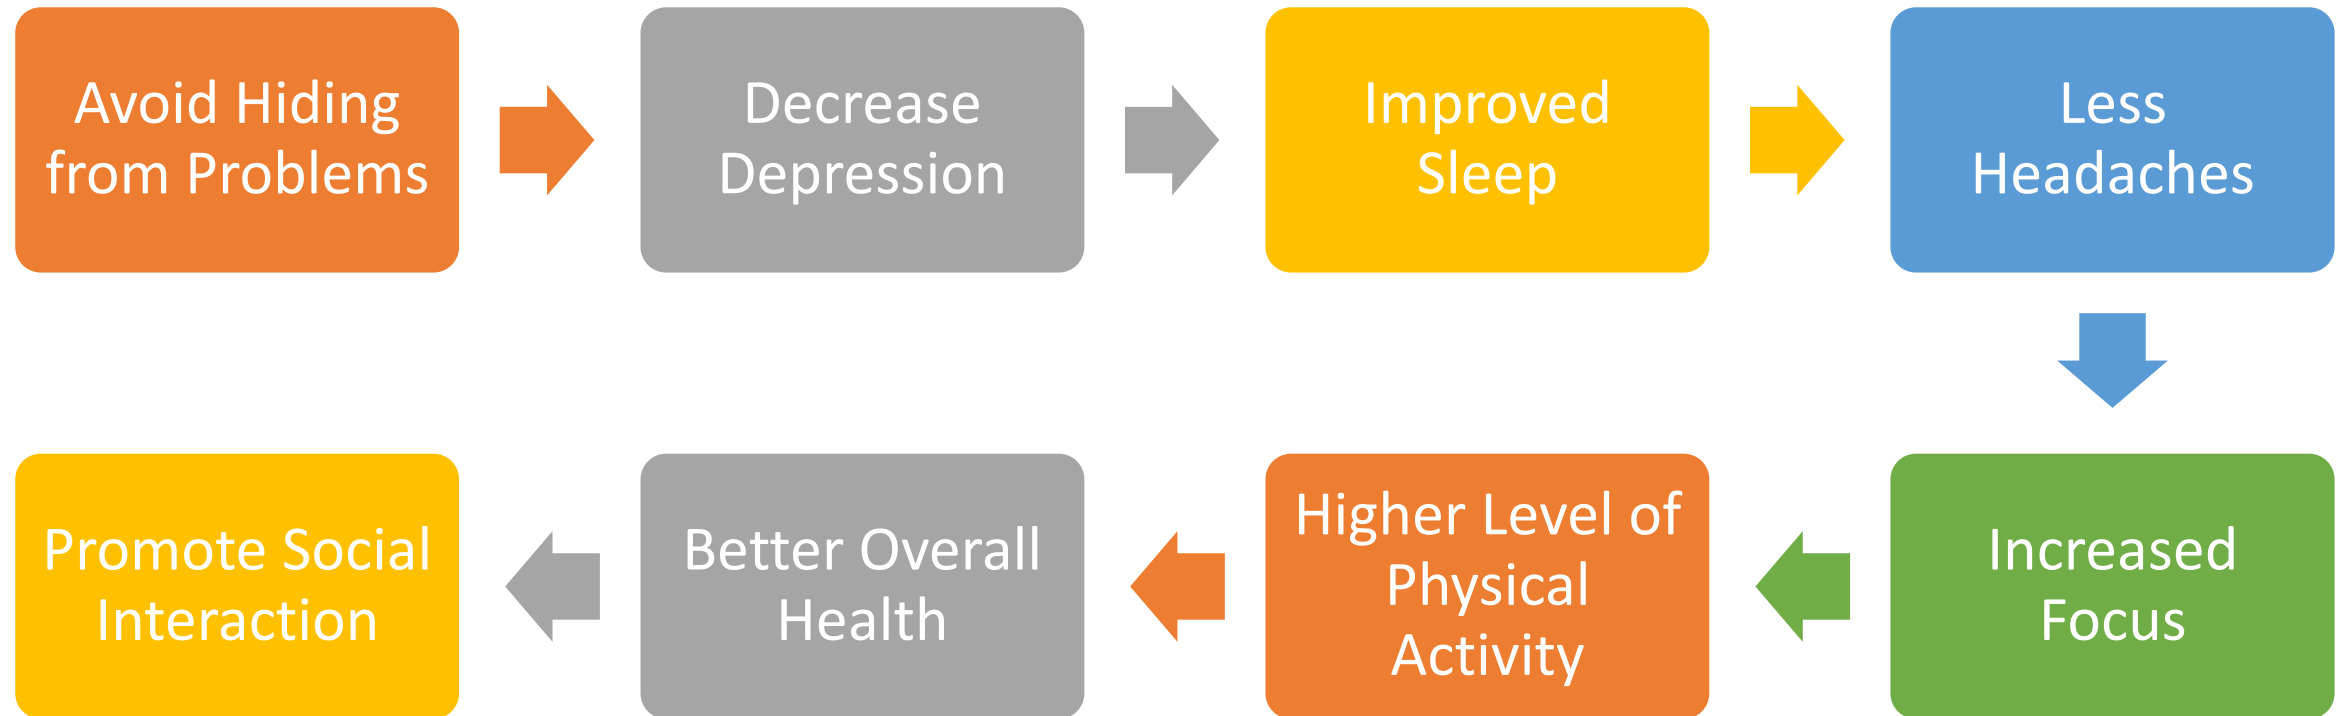 Avoid Hiding
from Problems
Decrease
Depression
Improved
Sleep
Less
Headaches
Increased
Focus
Higher Level of
Physical
Activity
Better Overall
Health
Promote Social
Interaction